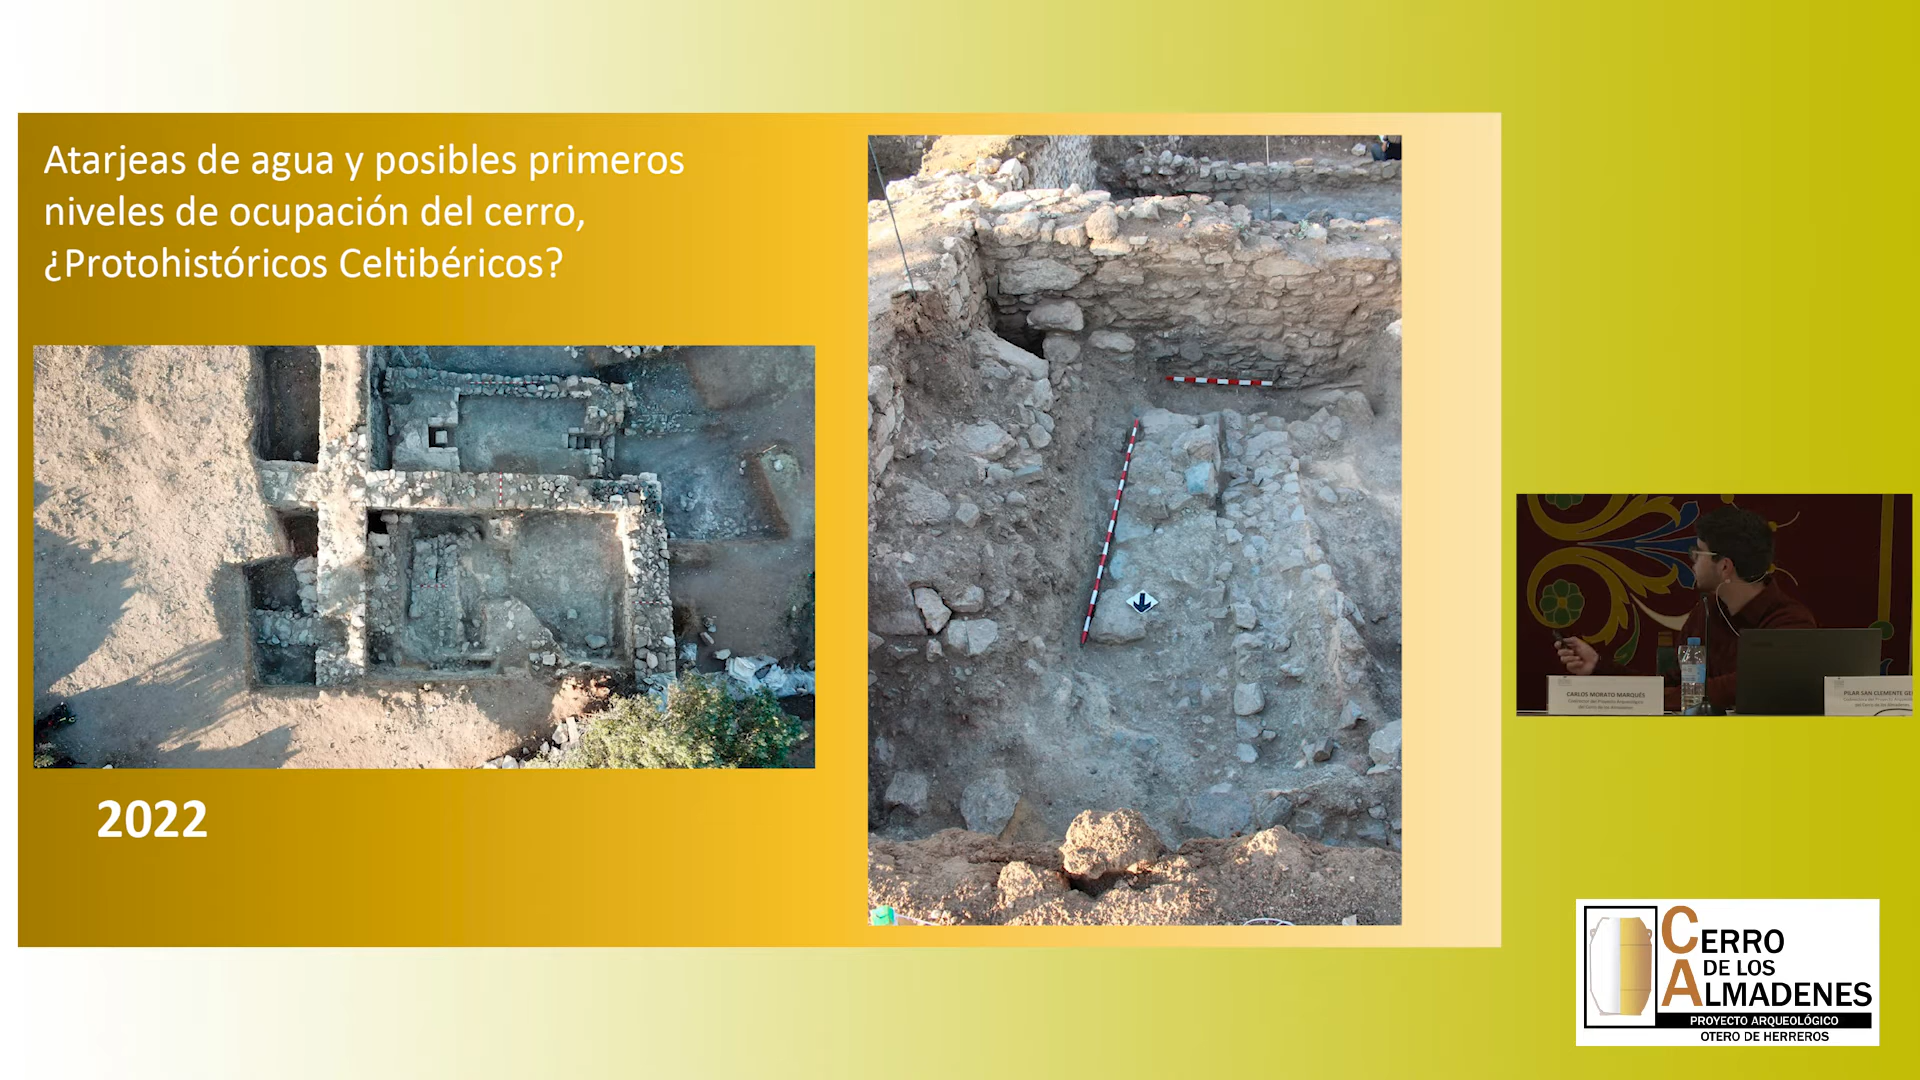 Atarjeas de agua y posibles primeros
niveles de ocupación del cerro,
¿Protohistóricos Celtibéricos?
2022
CARLOS MORATO MARQUÉS
PILAR SAN CLEMENTE
CERRO
DE LOS
ALMADENES
PROYECTO ARQUEOLÓGICO
OTERO DE HERREROS